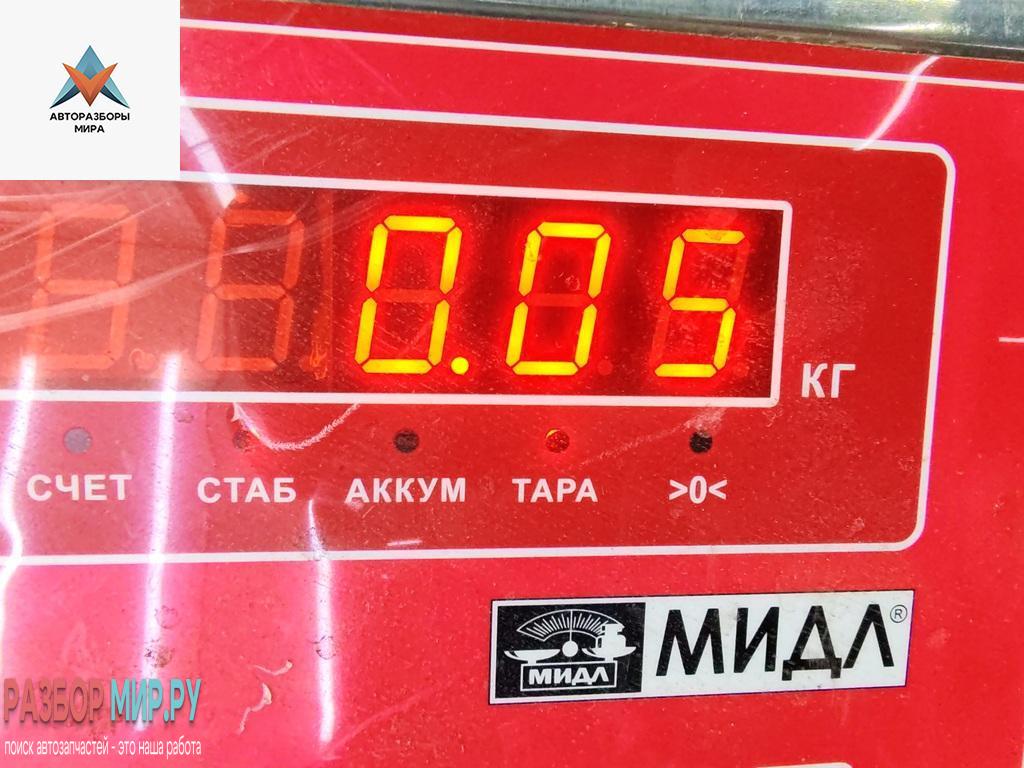 АВТОРАЗБОРЫ
МИРА
0.05
КГ
СЧЕТ СТАБ АККУМ ТАРА >0<
МИДЛ МИДЛ®
РАЗБОР МИР.РУ
поиск автозапчастей - это наша работа